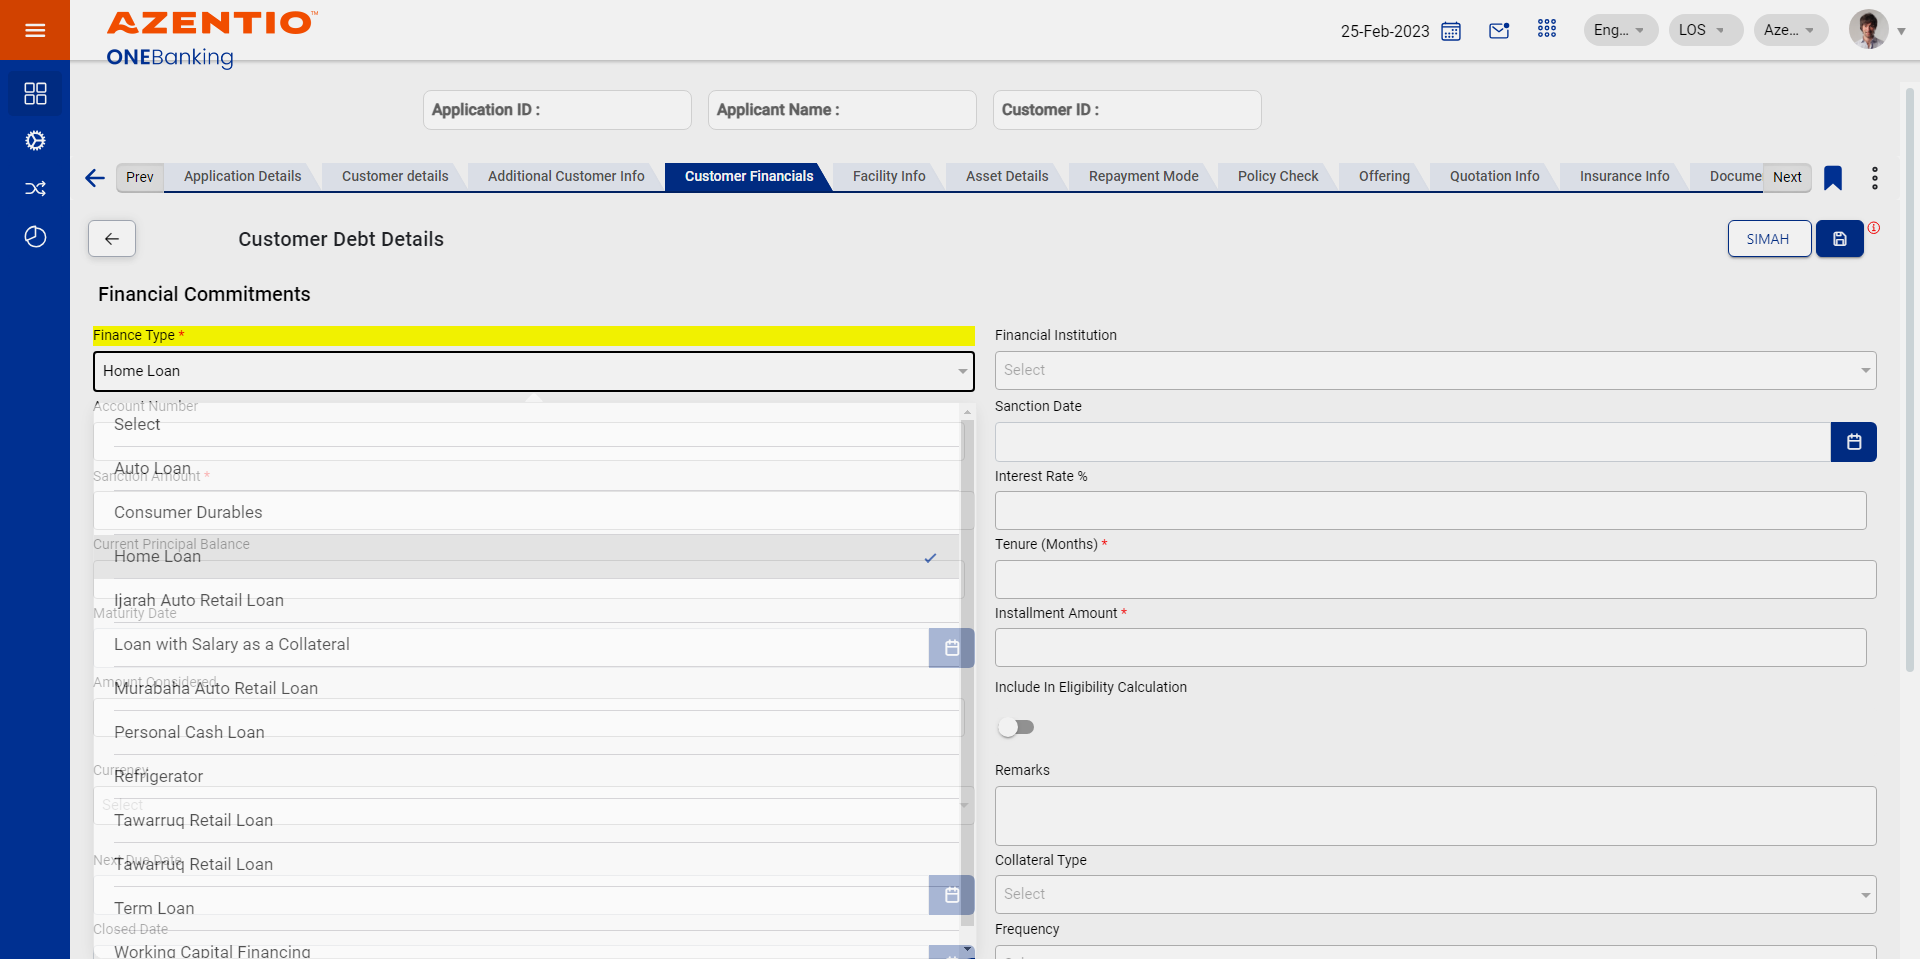 AZENTIO™
ONEBanking
25-Feb-2023
Eng...
LOS
Aze...
Application ID :
Applicant Name :
Customer ID :
Prev
Application Details
Customer details
Additional Customer Info
Customer Financials
Facility Info
Asset Details
Repayment Mode
Policy Check
Offering
Quotation Info
Insurance Info
Docume
Next
Customer Debt Details
SIMAH
Financial Commitments
Finance Type *
Home Loan
Financial Institution
Select
Account Number
Select
Sanction Date
Auto Loan
Sanction Amount *
Interest Rate %
Consumer Durables
Current Principal Balance
Home Loan
Tenure (Months) *
Ijarah Auto Retail Loan
Maturity Date
Installment Amount *
Loan with Salary as a Collateral
Amount Considered
Murabaha Auto Retail Loan
Include In Eligibility Calculation
Personal Cash Loan
Currency
Refrigerator
Remarks
Select
Tawarruq Retail Loan
Next Due Date
Tawarruq Retail Loan
Collateral Type
Select
Term Loan
Closed Date
Frequency
Working Capital Financing